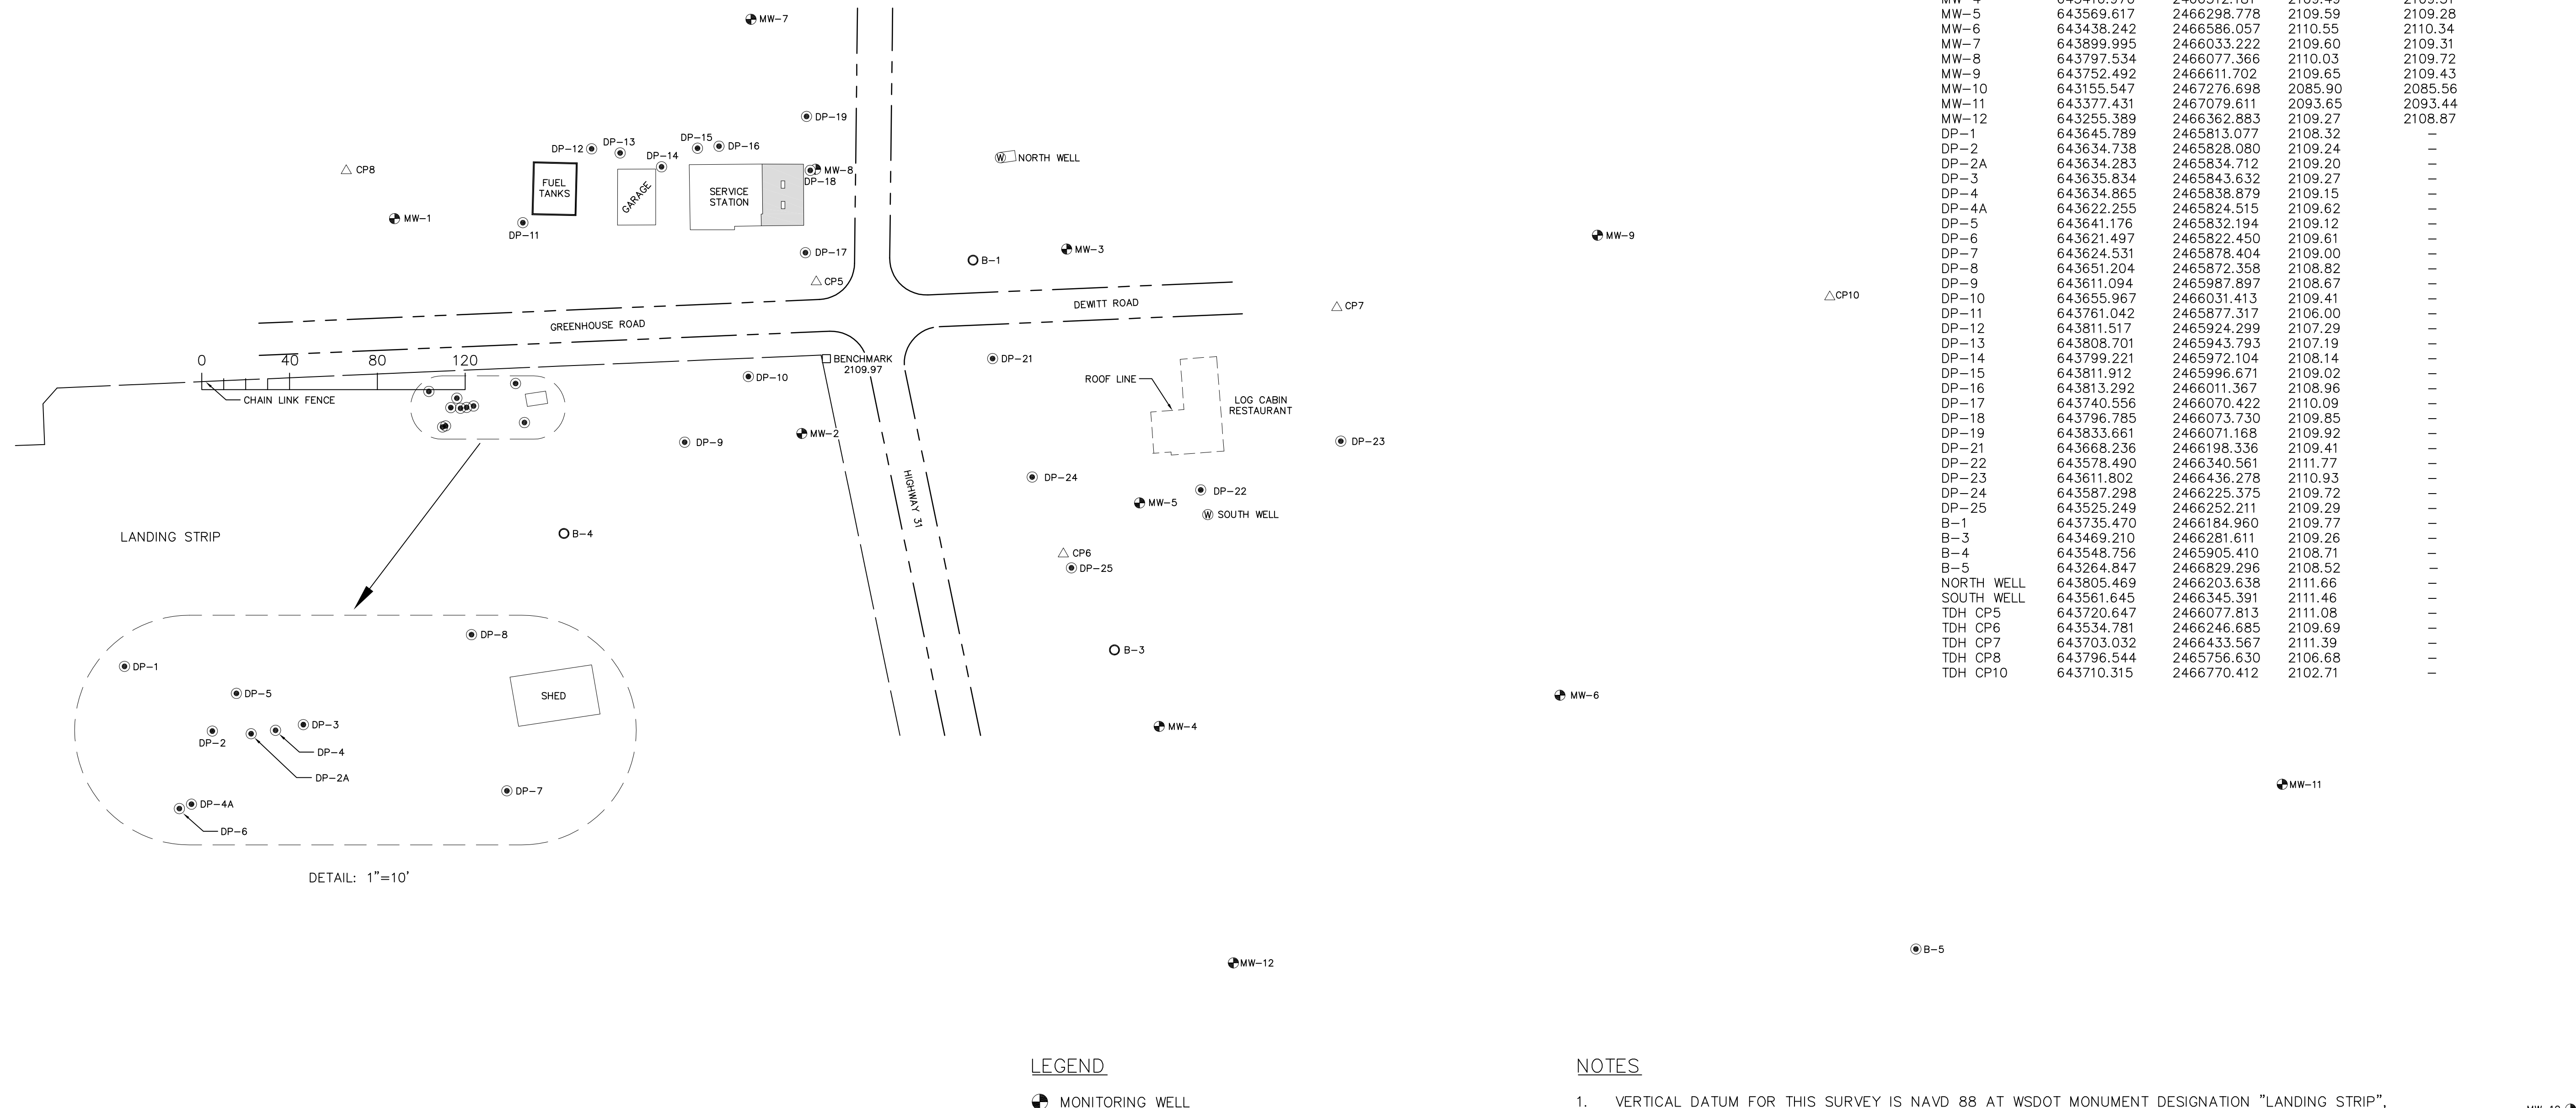 MW-7
DP-19
DP-15
DP-16
DP-13
DP-12
DP-14
CP8
FUEL
TANKS
GARAGE
SERVICE
STATION
MW-8
DP-18
NORTH WELL
MW-1
DP-11
MW-9
MW-3
DP-17
B-1
CP5
CP10
CP7
DEWITT ROAD
GREENHOUSE ROAD
0 40 80 120
BENCHMARK
2109.97
DP-21
DP-10
ROOF LINE
CHAIN LINK FENCE
LOG CABIN
RESTAURANT
MW-2
DP-9
DP-23
HIGHWAY 31
DP-24
DP-22
MW-5
SOUTH WELL
W
W
B-4
LANDING STRIP
CP6
DP-25
B-3
MW-6
MW-4
DP-8
DP-1
DP-5
SHED
DP-3
DP-2
DP-4
DP-2A
DP-7
DP-4A
DP-6
MW-11
DETAIL: 1"=10'
B-5
MW-12
MW-5 643569.617 2466298.778 2109.59 2109.28
MW-6 643438.242 2466586.057 2110.55 2110.34
MW-7 643899.995 2466033.222 2109.60 2109.31
MW-8 643797.534 2466077.366 2110.03 2109.72
MW-9 643752.492 2466611.702 2109.65 2109.43
MW-10 643155.547 2467276.698 2085.90 2085.56
MW-11 643377.431 2467079.611 2093.65 2093.44
MW-12 643255.389 2466362.883 2109.27 2108.87
DP-1 643645.789 2465813.077 2108.32 -
DP-2 643634.738 2465828.080 2109.24 -
DP-2A 643634.283 2465834.712 2109.20 -
DP-3 643635.834 2465843.632 2109.27 -
DP-4 643634.865 2465838.879 2109.15 -
DP-4A 643622.255 2465824.515 2109.62 -
DP-5 643641.176 2465832.194 2109.12 -
DP-6 643621.497 2465822.450 2109.61 -
DP-7 643624.531 2465878.404 2109.00 -
DP-8 643651.204 2465872.358 2108.82 -
DP-9 643611.094 2465987.897 2108.67 -
DP-10 643655.967 2466031.413 2109.41 -
DP-11 643761.042 2465877.317 2106.00 -
DP-12 643811.517 2465924.299 2107.29 -
DP-13 643808.701 2465943.793 2107.19 -
DP-14 643799.221 2465972.104 2108.14 -
DP-15 643811.912 2465996.671 2109.02 -
DP-16 643813.292 2466011.367 2108.96 -
DP-17 643740.556 2466070.422 2110.09 -
DP-18 643796.785 2466073.730 2109.85 -
DP-19 643833.661 2466071.168 2109.92 -
DP-21 643668.236 2466198.336 2109.41 -
DP-22 643578.490 2466340.561 2111.77 -
DP-23 643611.802 2466436.278 2110.93 -
DP-24 643587.298 2466225.375 2109.72 -
DP-25 643525.249 2466252.211 2109.29 -
B-1 643735.470 2466184.960 2109.77 -
B-3 643469.210 2466281.611 2109.26 -
B-4 643548.756 2465905.410 2108.71 -
B-5 643264.847 2466829.296 2108.52 -
NORTH WELL 643805.469 2466203.638 2111.66 -
SOUTH WELL 643561.645 2466345.391 2111.46 -
TDH CP5 643720.647 2466077.813 2111.08 -
TDH CP6 643534.781 2466246.685 2109.69 -
TDH CP7 643703.032 2466433.567 2111.39 -
TDH CP8 643796.544 2465756.630 2106.68 -
TDH CP10 643710.315 2466770.412 2102.71 -
LEGEND
MONITORING WELL
NOTES
1. VERTICAL DATUM FOR THIS SURVEY IS NAVD 88 AT WSDOT MONUMENT DESIGNATION "LANDING STRIP",